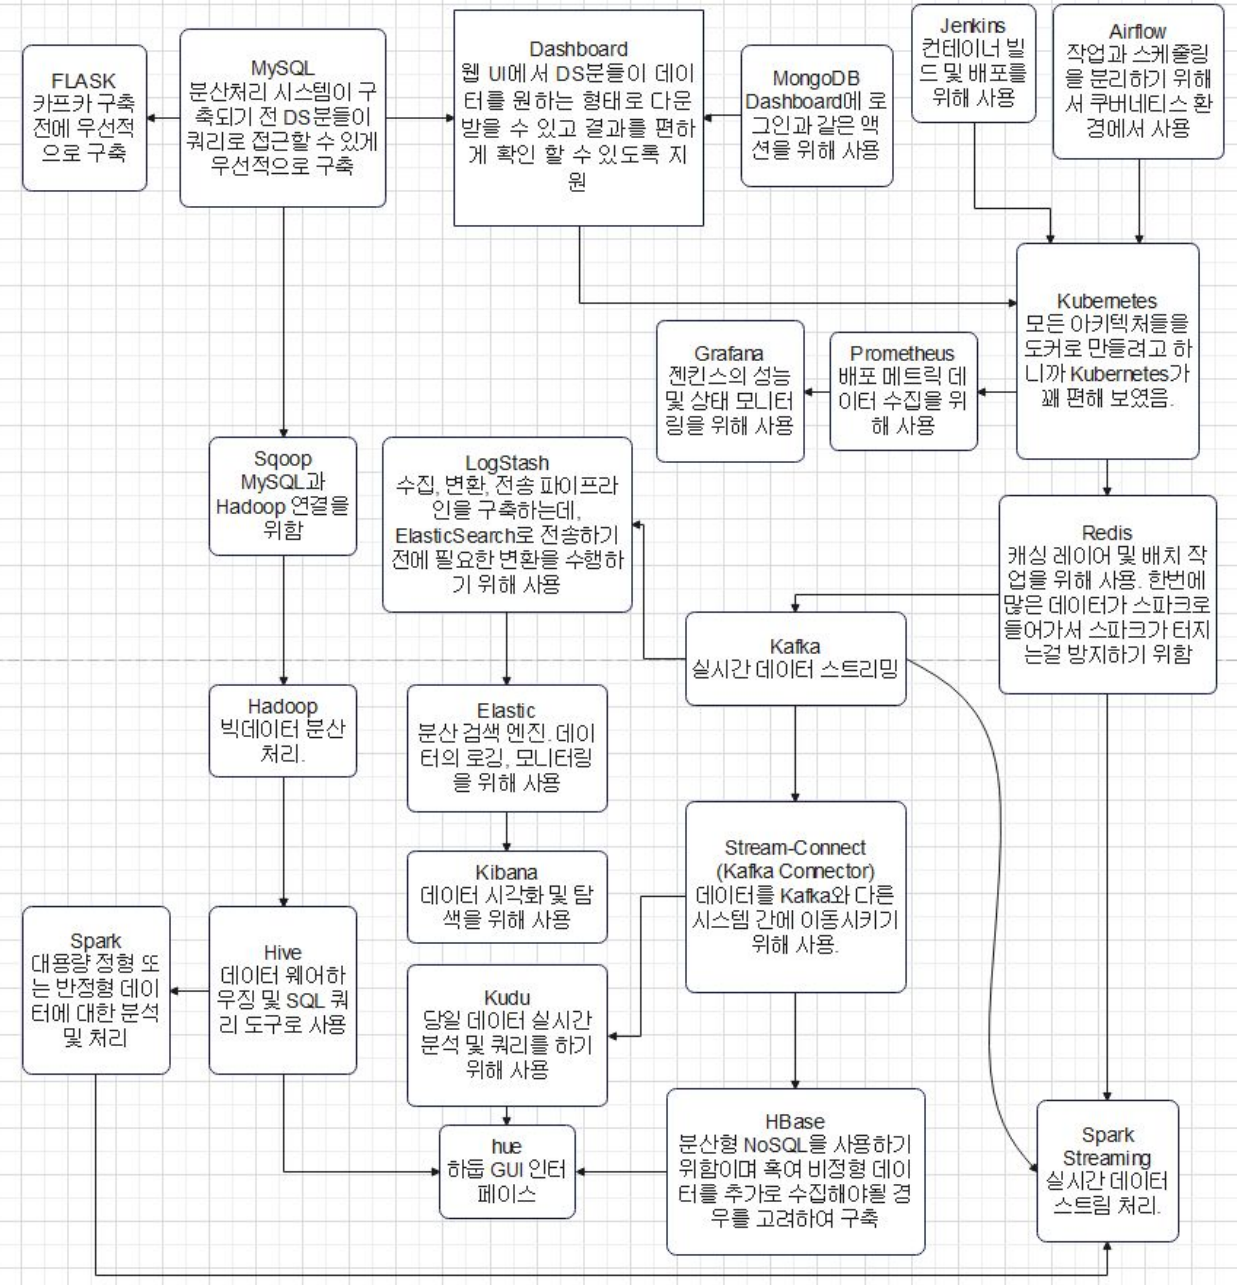 FLASK
카프카 구축
전에 우선적
으로 구축
MySQL
분산처리 시스템이 구
축되기 전 DS분들이
쿼리로 접근할 수 있게
우선적으로 구축
Dashboard
웹 UI에서 DS분들이 데이
터를 원하는 형태로 다운
받을 수 있고 결과를 편하
게 확인 할 수 있도록 지
원
MongoDB
Dashboard에 로
그인과 같은 액
션을 위해 사용
Jenkins
컨테이너 빌
드 및 배포를
위해 사용
Airflow
작업과 스케줄링
을 분리하기 위해
서 쿠버네티스 환
경에서 사용
Kubernetes
모든 아키텍처들을
도커로 만들려고 하
니까 Kubernetes가
꽤 편해 보였음.
Grafana
젠킨스의 성능
및 상태 모니터
링을 위해 사용
Prometheus
배포 메트릭 데
이터 수집을 위
해 사용
Sqoop
MySQL과
Hadoop 연결을
위함
LogStash
수집, 변환, 전송 파이프라
인을 구축하는데,
ElasticSearch로 전송하기
전에 필요한 변환을 수행하
기 위해 사용
Redis
캐싱 레이어 및 배치 작
업을 위해 사용. 한번에
많은 데이터가 스파크로
들어가서 스파크가 터지
는걸 방지하기 위함
Kafka
실시간 데이터 스트리밍
Hadoop
빅데이터 분산
처리.
Elastic
분산 검색 엔진. 데이
터의 로깅, 모니터링
을 위해 사용
Stream-Connect
(Kafka Connector)
데이터를 Kafka와 다른
시스템 간에 이동시키기
위해 사용.
Kibana
데이터 시각화 및 탐
색을 위해 사용
Spark
대용량 정형 또
는 반정형 데이
터에 대한 분석
및 처리
Hive
데이터 웨어하
우징 및 SQL 쿼
리 도구로 사용
Kudu
당일 데이터 실시간
분석 및 쿼리를 하기
위해 사용
hue
하둡 GUI 인터
페이스
HBase
분산형 NoSQL을 사용하기
위함이며 혹여 비정형 데이
터를 추가로 수집해야될 경
우를 고려하여 구축
Spark
Streaming
실시간 데이터
스트림 처리.